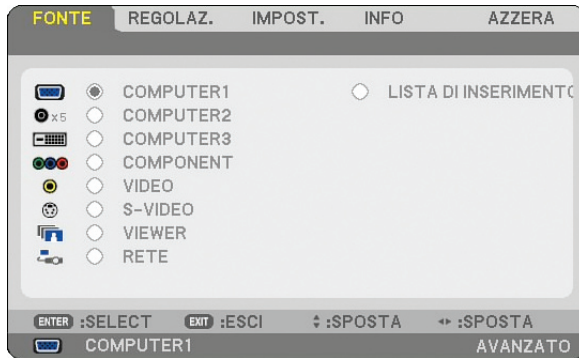 FONTE REGOLAZ. IMPOST. INFO AZZERA
COMPUTER1 LISTA DI INSERIMENTO
×5 COMPUTER2
COMPUTER3
COMPONENT
VIDEO
S-VIDEO
VIEWER
RETE
ENTER :SELECT EXIT :ESCI :SPOSTA :SPOSTA
COMPUTER1 AVANZATO